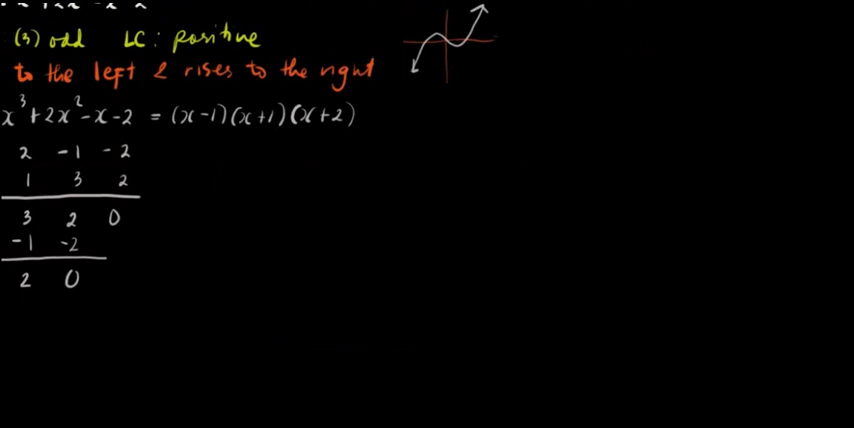 (3) odd LC: positive
to the left & rises to the right
x³+2x²-x-2 = (x-1)(x+1)(x+2)
2 -1 -2
1 3 2
3 2 0
-1 -2
2 0